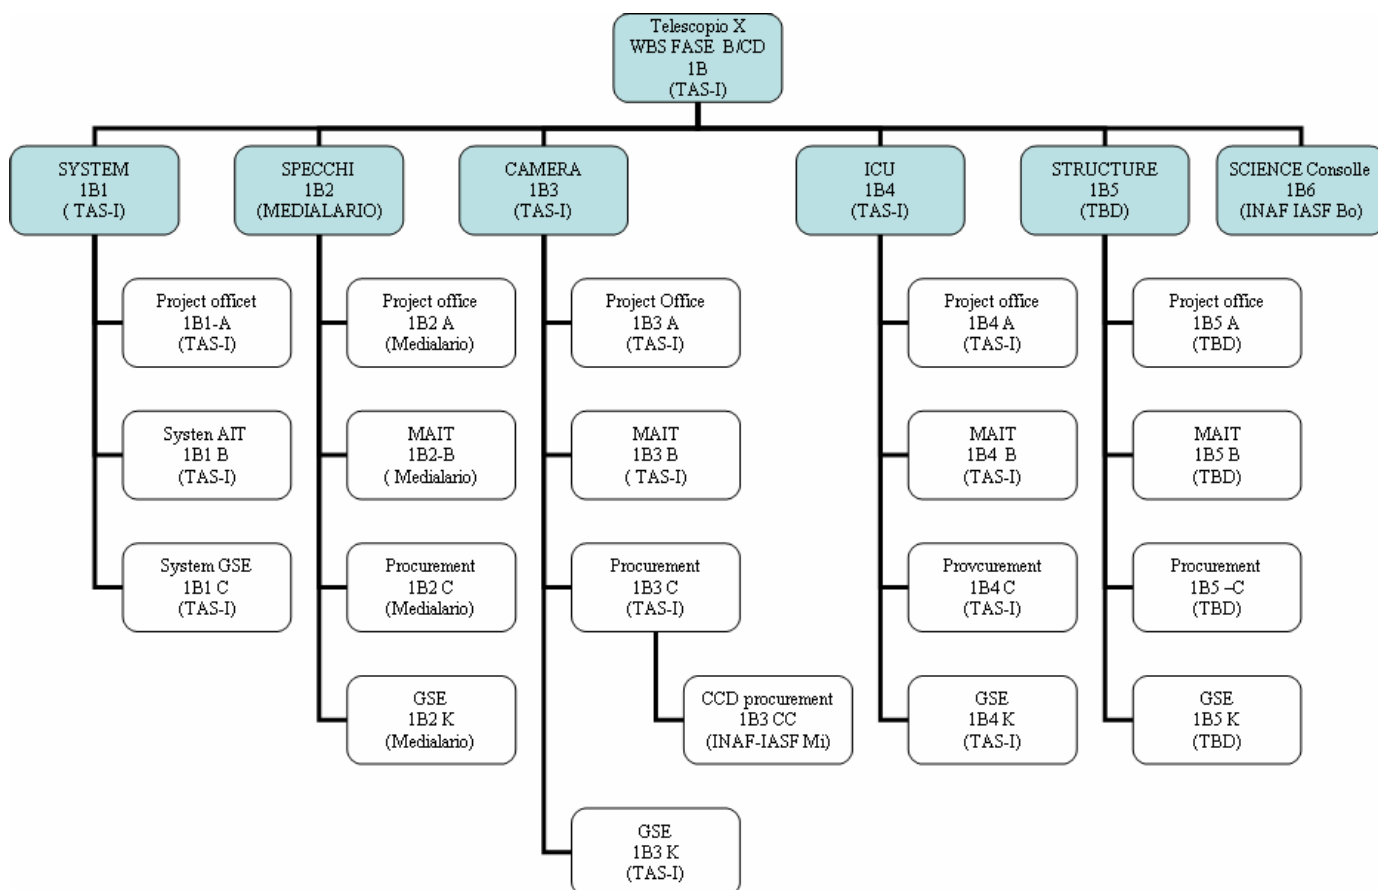 Telescopio X
WBS FASE B/CD
1B
(TAS-I)
SYSTEM
1B1
( TAS-I)
SPECCHI
1B2
(MEDIALARIO)
CAMERA
1B3
(TAS-I)
ICU
1B4
(TAS-I)
STRUCTURE
1B5
(TBD)
SCIENCE Consolle
1B6
(INAF IASF Bo)
Project officet
1B1-A
(TAS-I)
Project office
1B2 A
(Medialario)
Project Office
1B3 A
(TAS-I)
Project office
1B4 A
(TAS-I)
Project office
1B5 A
(TBD)
Systen AIT
1B1 B
(TAS-I)
MAIT
1B2-B
( Medialario)
MAIT
1B3 B
( TAS-I)
MAIT
1B4 B
(TAS-I)
MAIT
1B5 B
(TBD)
System GSE
1B1 C
(TAS-I)
Procurement
1B2 C
(Medialario)
Procurement
1B3 C
(TAS-I)
Provcurement
1B4 C
(TAS-I)
Procurement
1B5 –C
(TBD)
GSE
1B2 K
(Medialario)
CCD procurement
1B3 CC
(INAF-IASF Mi)
GSE
1B4 K
(TAS-I)
GSE
1B5 K
(TBD)
GSE
1B3 K
(TAS-I)